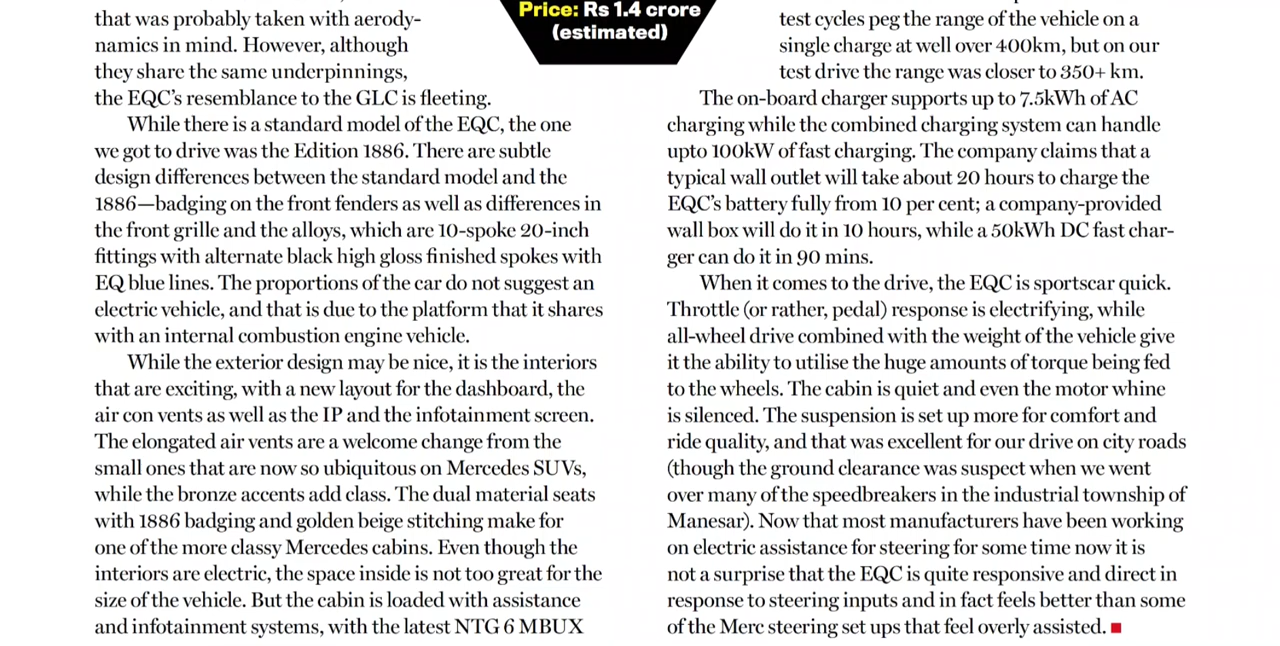 that was probably taken with aerody-
namics in mind. However, although
they share the same underpinnings,
the EQC's resemblance to the GLC is fleeting.
While there is a standard model of the EQC, the one
we got to drive was the Edition 1886. There are subtle
design differences between the standard model and the
1886—badging on the front fenders as well as differences in
the front grille and the alloys, which are 10-spoke 20-inch
fittings with alternate black high gloss finished spokes with
EQ blue lines. The proportions of the car do not suggest an
electric vehicle, and that is due to the platform that it shares
with an internal combustion engine vehicle.
While the exterior design may be nice, it is the interiors
that are exciting, with a new layout for the dashboard, the
air con vents as well as the IP and the infotainment screen.
The elongated air vents are a welcome change from the
small ones that are now so ubiquitous on Mercedes SUVs,
while the bronze accents add class. The dual material seats
with 1886 badging and golden beige stitching make for
one of the more classy Mercedes cabins. Even though the
interiors are electric, the space inside is not too great for the
size of the vehicle. But the cabin is loaded with assistance
and infotainment systems, with the latest NTG 6 MBUX
Price: Rs 1.4 crore
(estimated)
test cycles peg the range of the vehicle on a
single charge at well over 400km, but on our
test drive the range was closer to 350+ km.
The on-board charger supports up to 7.5kWh of AC
charging while the combined charging system can handle
upto 100kW of fast charging. The company claims that a
typical wall outlet will take about 20 hours to charge the
EQC's battery fully from 10 per cent; a company-provided
wall box will do it in 10 hours, while a 50kWh DC fast char-
ger can do it in 90 mins.
When it comes to the drive, the EQC is sportscar quick.
Throttle (or rather, pedal) response is electrifying, while
all-wheel drive combined with the weight of the vehicle give
it the ability to utilise the huge amounts of torque being fed
to the wheels. The cabin is quiet and even the motor whine
is silenced. The suspension is set up more for comfort and
ride quality, and that was excellent for our drive on city roads
(though the ground clearance was suspect when we went
over many of the speedbreakers in the industrial township of
Manesar). Now that most manufacturers have been working
on electric assistance for steering for some time now it is
not a surprise that the EQC is quite responsive and direct in
response to steering inputs and in fact feels better than some
of the Merc steering set ups that feel overly assisted.